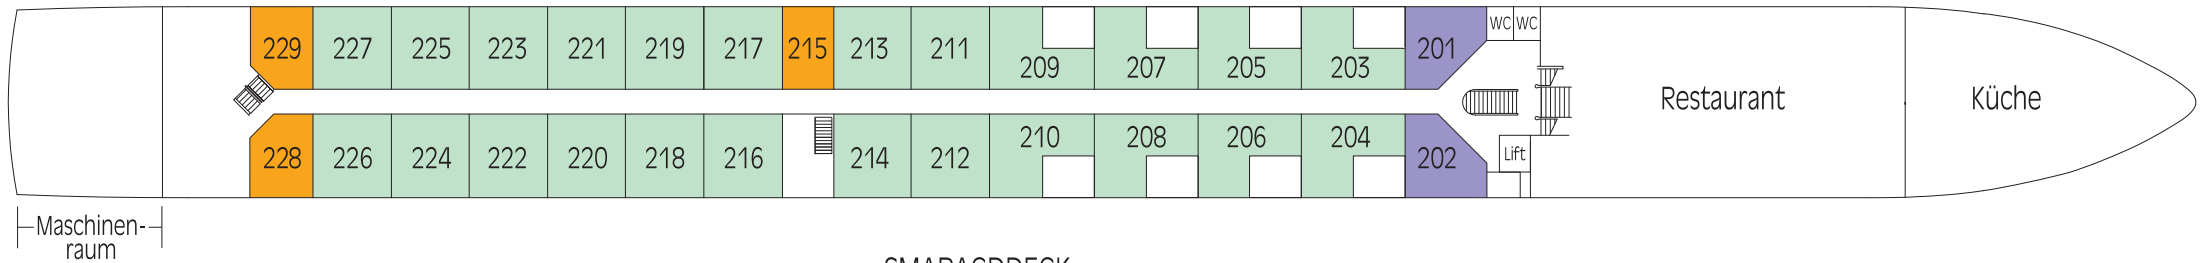 229 227 225 223 221 219 217 215 213 211 209 207 205 203 201 WC WC
Restaurant Küche
228 226 224 222 220 218 216 214 212 210 208 206 204 202 Lift
Maschinen-
raum
SMARAGDDECK